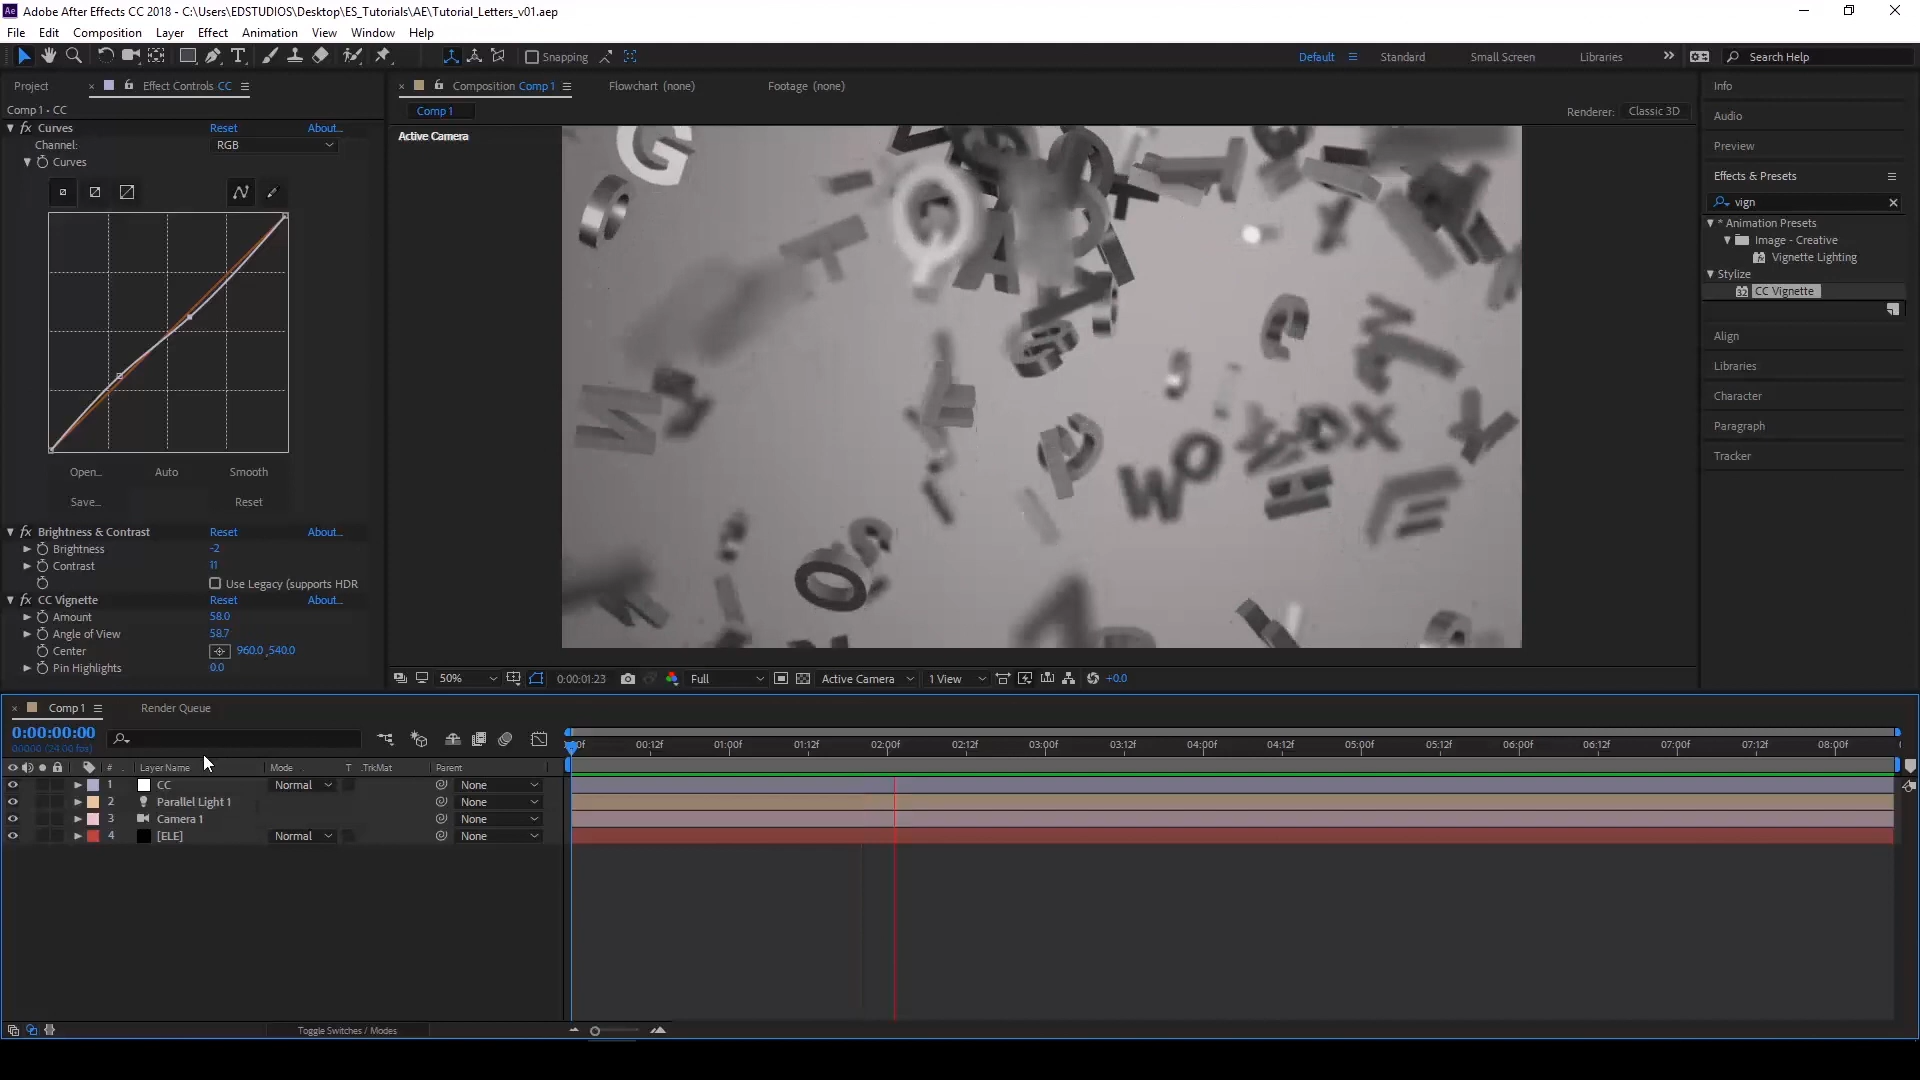 Adobe After Effects CC 2018 - C:\Users\EDSTUDIOS\Desktop\ES_Tutorials\AE\Tutorial_Letters_v01.aep
File Edit Composition Layer Effect Animation View Window Help
Snapping Default Standard Small Screen Libraries Search Help
Project Effect Controls CC Composition Comp 1 Flowchart (none) Footage (none) Info
Comp 1 • CC Comp 1 Renderer: Classic 3D
Audio
Curves Reset About...
Active Camera
Channel: RGB Preview
Curves
Effects & Presets
vign
* Animation Presets
Image - Creative
Vignette Lighting
Stylize
CC Vignette
Align
Libraries
Character
Paragraph
Tracker
Open... Auto Smooth
Save... Reset
Brightness & Contrast Reset About...
Brightness -2
Contrast 11
Use Legacy (supports HDR
CC Vignette Reset About...
Amount 58.0
Angle of View 58.7
Center 960.0 ,540.0
Pin Highlights 0.0
G
Q
T
A
M
W O X
H
E
O
50% 0:00:01:23 Full Active Camera 1 View +0.0
Comp 1 Render Queue
0:00:00:00
00000 (24.00 fps)
00:12f 01:00f 01:12f 02:00f 02:12f 03:00f 03:12f 04:00f 04:12f 05:00f 05:12f 06:00f 06:12f 07:00f 07:12f 08:00f
# Layer Name Mode T .TrkMat Parent
1 CC Normal None
2 Parallel Light 1 None
3 Camera 1 None
4 [ELE] Normal None
Toggle Switches / Modes